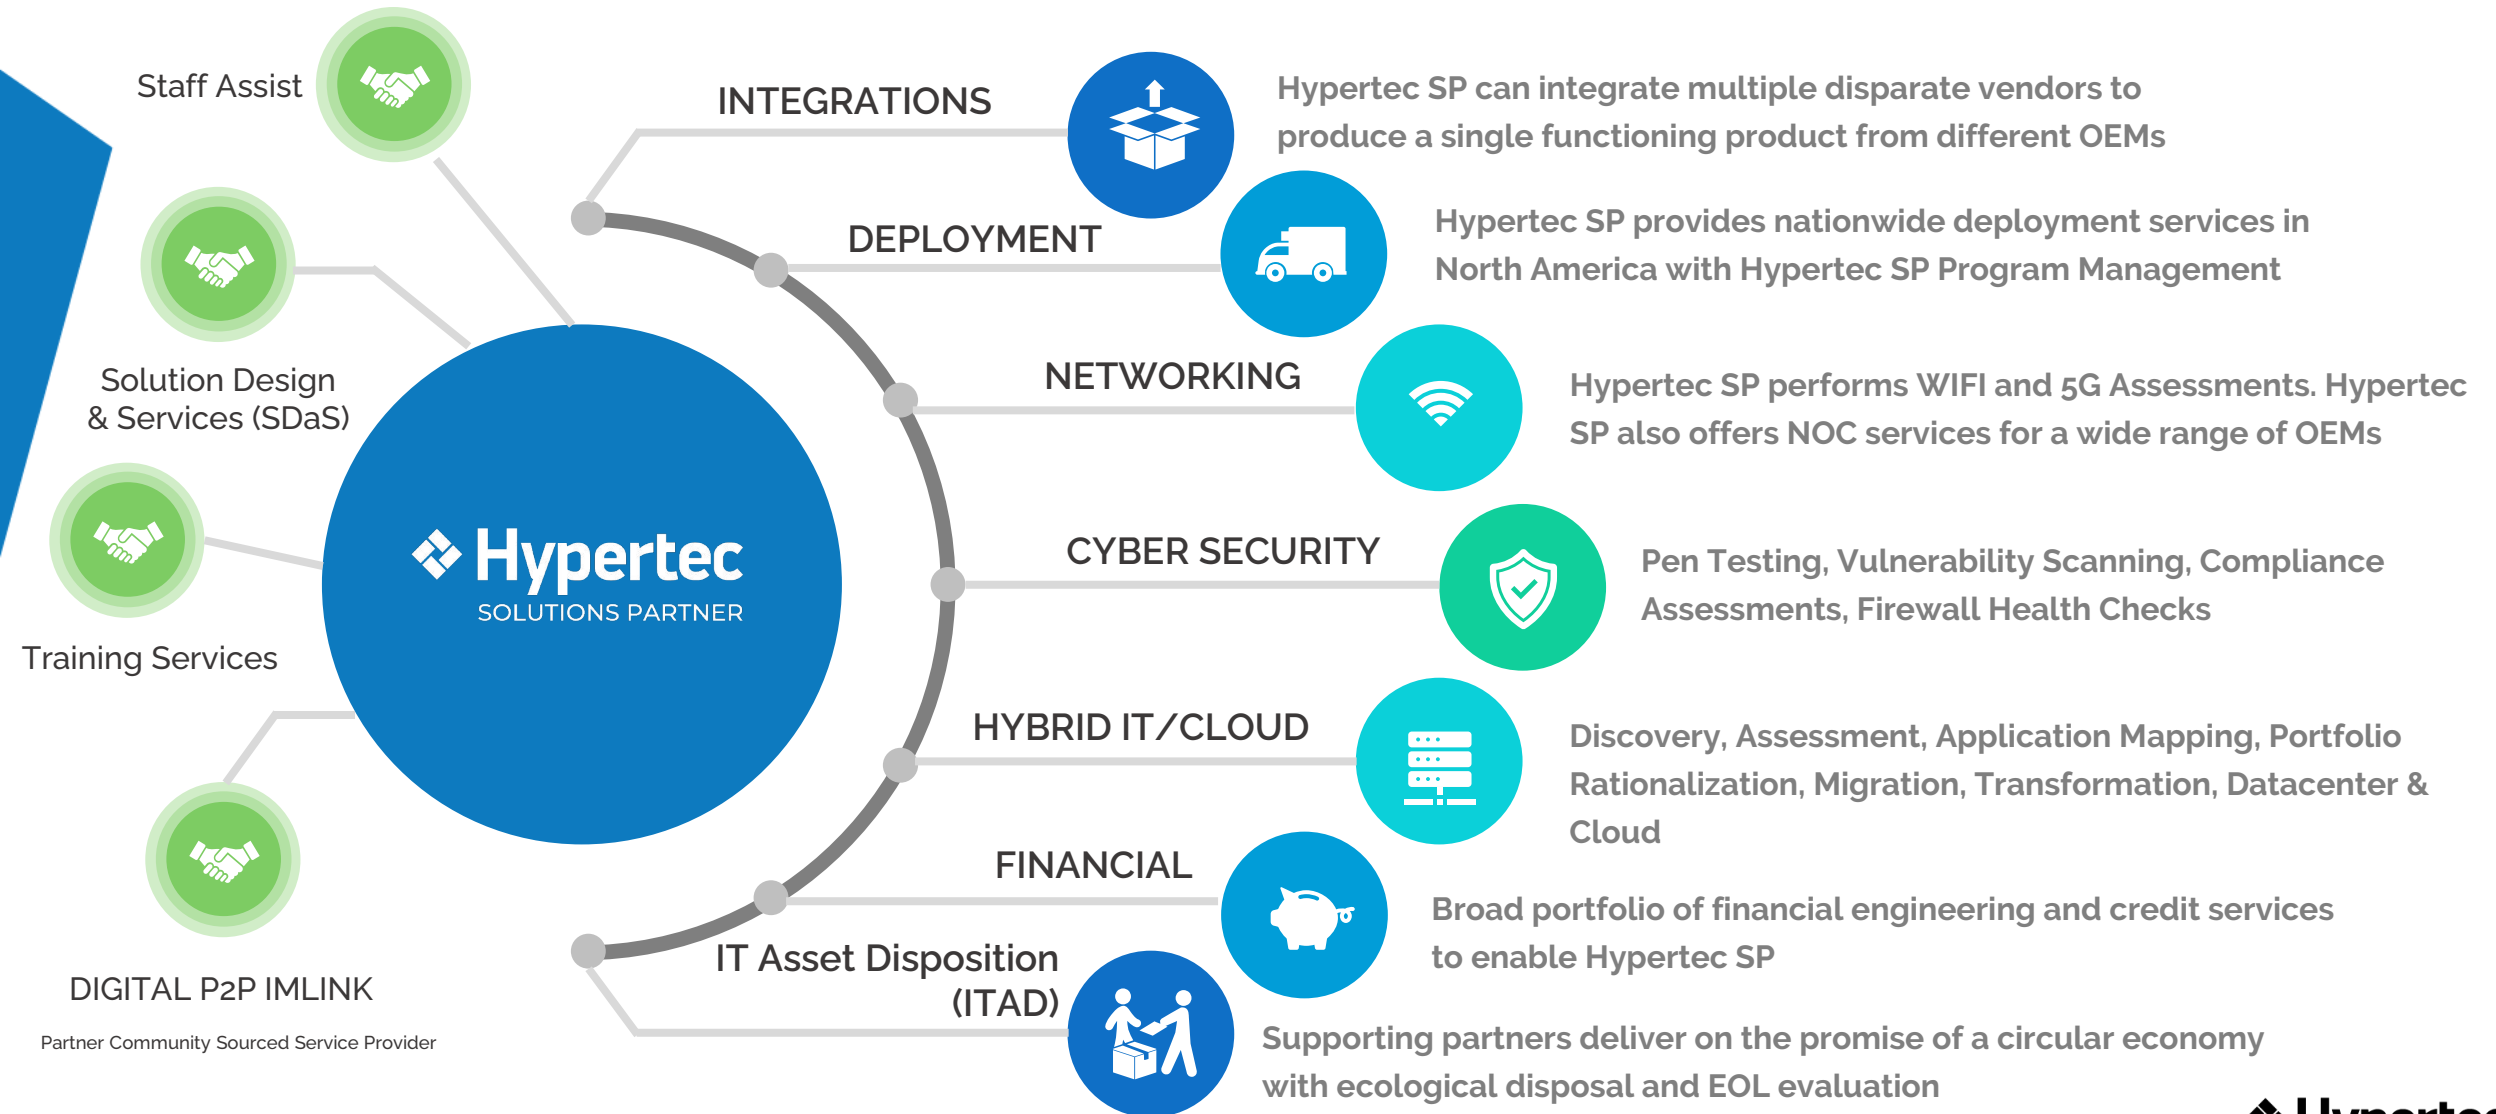 Staff Assist
Solution Design
& Services (SDaS)
Training Services
DIGITAL P2P IMLINK
Partner Community Sourced Service Provider
Hypertec
SOLUTIONS PARTNER
INTEGRATIONS
Hypertec SP can integrate multiple disparate vendors to
produce a single functioning product from different OEMs
DEPLOYMENT
Hypertec SP provides nationwide deployment services in
North America with Hypertec SP Program Management
NETWORKING
Hypertec SP performs WIFI and 5G Assessments. Hypertec
SP also offers NOC services for a wide range of OEMs
CYBER SECURITY
Pen Testing, Vulnerability Scanning, Compliance
Assessments, Firewall Health Checks
HYBRID IT/CLOUD
Discovery, Assessment, Application Mapping, Portfolio
Rationalization, Migration, Transformation, Datacenter &
Cloud
FINANCIAL
Broad portfolio of financial engineering and credit services
to enable Hypertec SP
IT Asset Disposition
(ITAD)
Supporting partners deliver on the promise of a circular economy
with ecological disposal and EOL evaluation
Hypertec